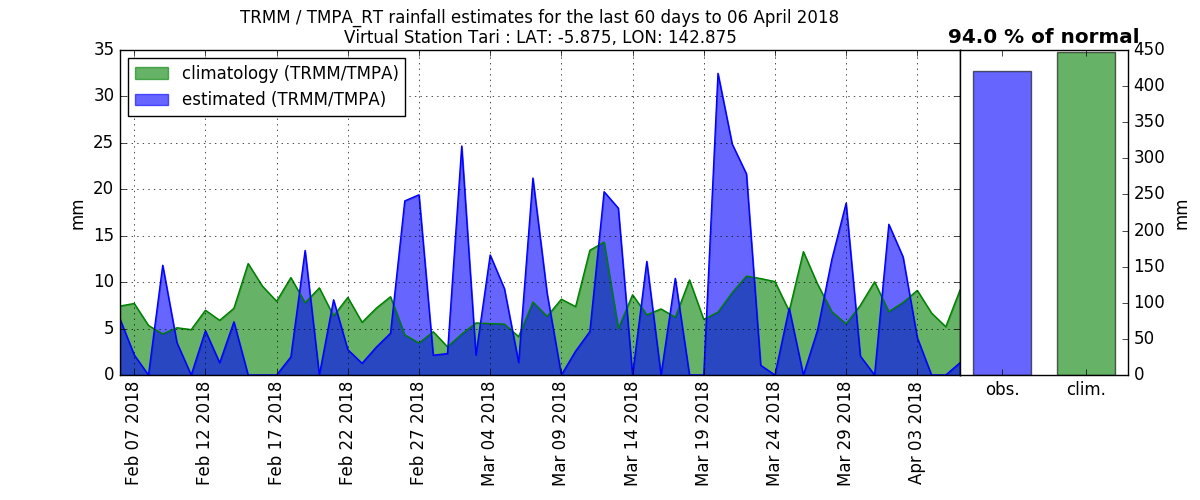 TRMM / TMPA_RT rainfall estimates for the last 60 days to 06 April 2018
Virtual Station Tari : LAT: -5.875, LON: 142.875
94.0 % of normal
climatology (TRMM/TMPA)
estimated (TRMM/TMPA)
mm
35
30
25
20
15
10
5
0
Feb 07 2018
Feb 12 2018
Feb 17 2018
Feb 22 2018
Feb 27 2018
Mar 04 2018
Mar 09 2018
Mar 14 2018
Mar 19 2018
Mar 24 2018
Mar 29 2018
Apr 03 2018
obs.
clim.
450
400
350
300
250
200
150
100
50
0
mm